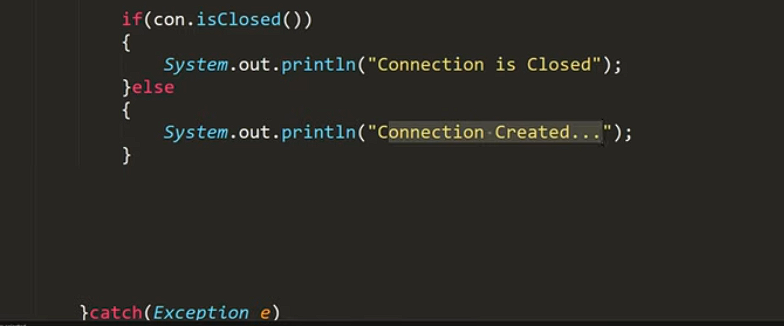 if(con.isClosed())
{
System.out.println("Connection is Closed");
}else
{
System.out.println("Connection Created...");
}
}catch(Exception e)